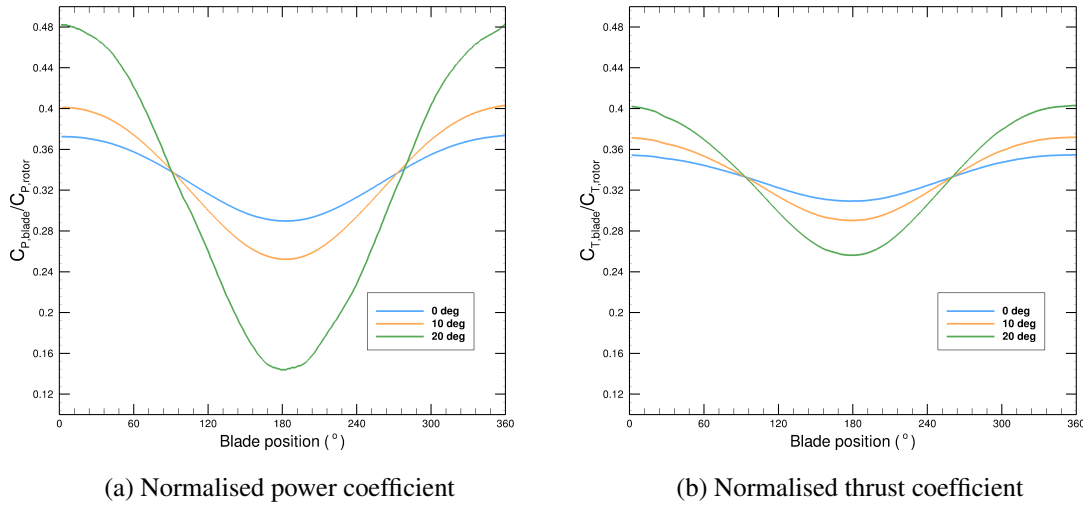 0.48
0.44
0.4
0.36
0.32
0.28
0.24
0.2
0.16
0.12
C_P,blade/C_P,rotor
0 60 120 180 240 300 360
Blade position (°)
0 deg
10 deg
20 deg
(a) Normalised power coefficient
0.48
0.44
0.4
0.36
0.32
0.28
0.24
0.2
0.16
0.12
C_T,blade/C_T,rotor
0 60 120 180 240 300 360
Blade position (°)
0 deg
10 deg
20 deg
(b) Normalised thrust coefficient